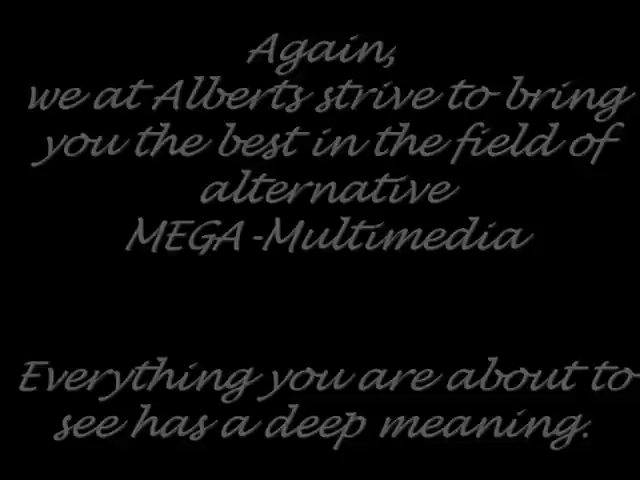 Again,
we at Alberts strive to bring
you the best in the field of
alternative
MEGA-Multimedia
Everything you are about to
see has a deep meaning.